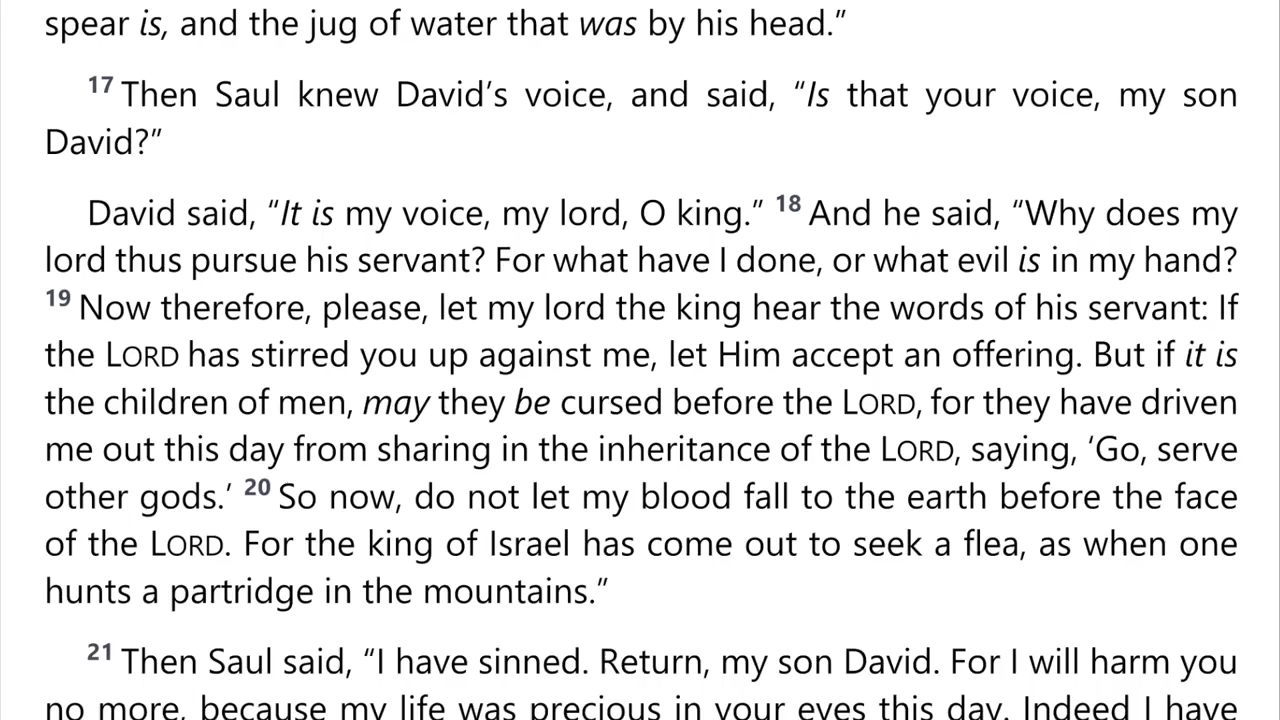 spear is, and the jug of water that was by his head.”
17 Then Saul knew David’s voice, and said, “Is that your voice, my son
David?”
David said, “It is my voice, my lord, O king.” 18 And he said, “Why does my
lord thus pursue his servant? For what have I done, or what evil is in my hand?
19 Now therefore, please, let my lord the king hear the words of his servant: If
the LORD has stirred you up against me, let Him accept an offering. But if it is
the children of men, may they be cursed before the LORD, for they have driven
me out this day from sharing in the inheritance of the LORD, saying, ‘Go, serve
other gods.’ 20 So now, do not let my blood fall to the earth before the face
of the LORD. For the king of Israel has come out to seek a flea, as when one
hunts a partridge in the mountains.”
21 Then Saul said, “I have sinned. Return, my son David. For I will harm you
no more, because my life was precious in your eyes this day. Indeed I have